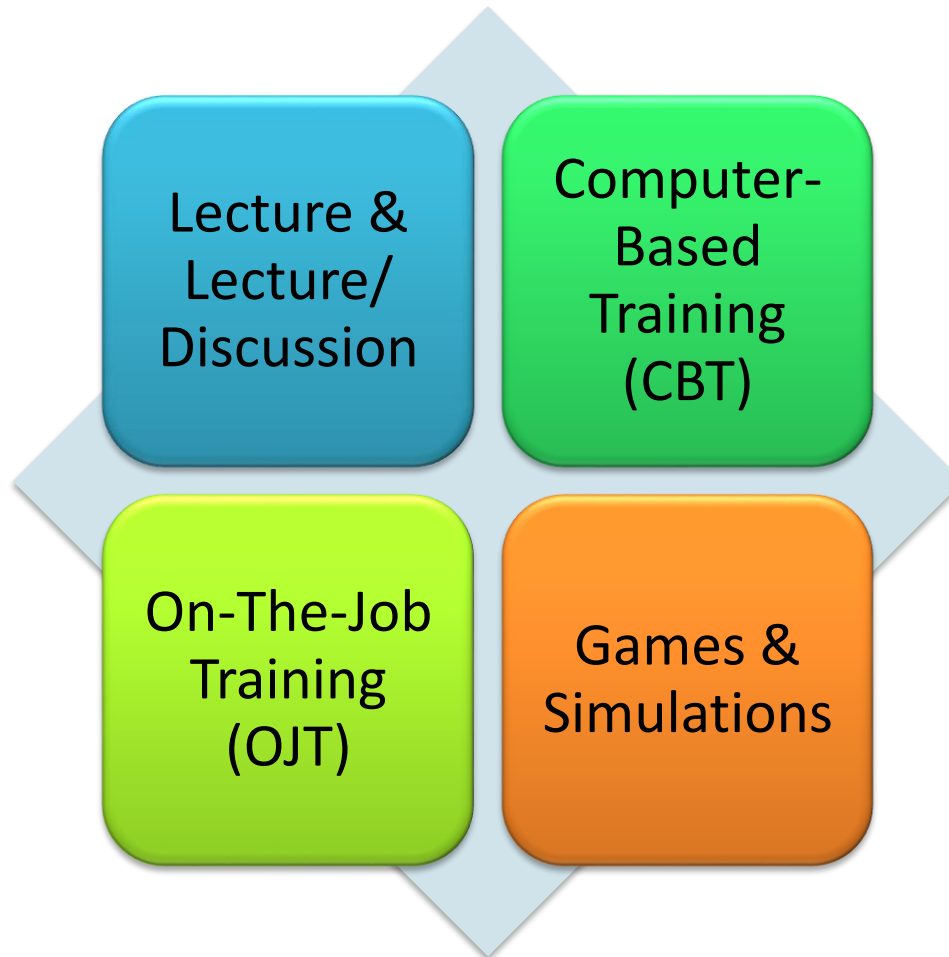 Lecture &
Lecture/
Discussion
Computer-
Based
Training
(CBT)
On-The-Job
Training
(OJT)
Games &
Simulations